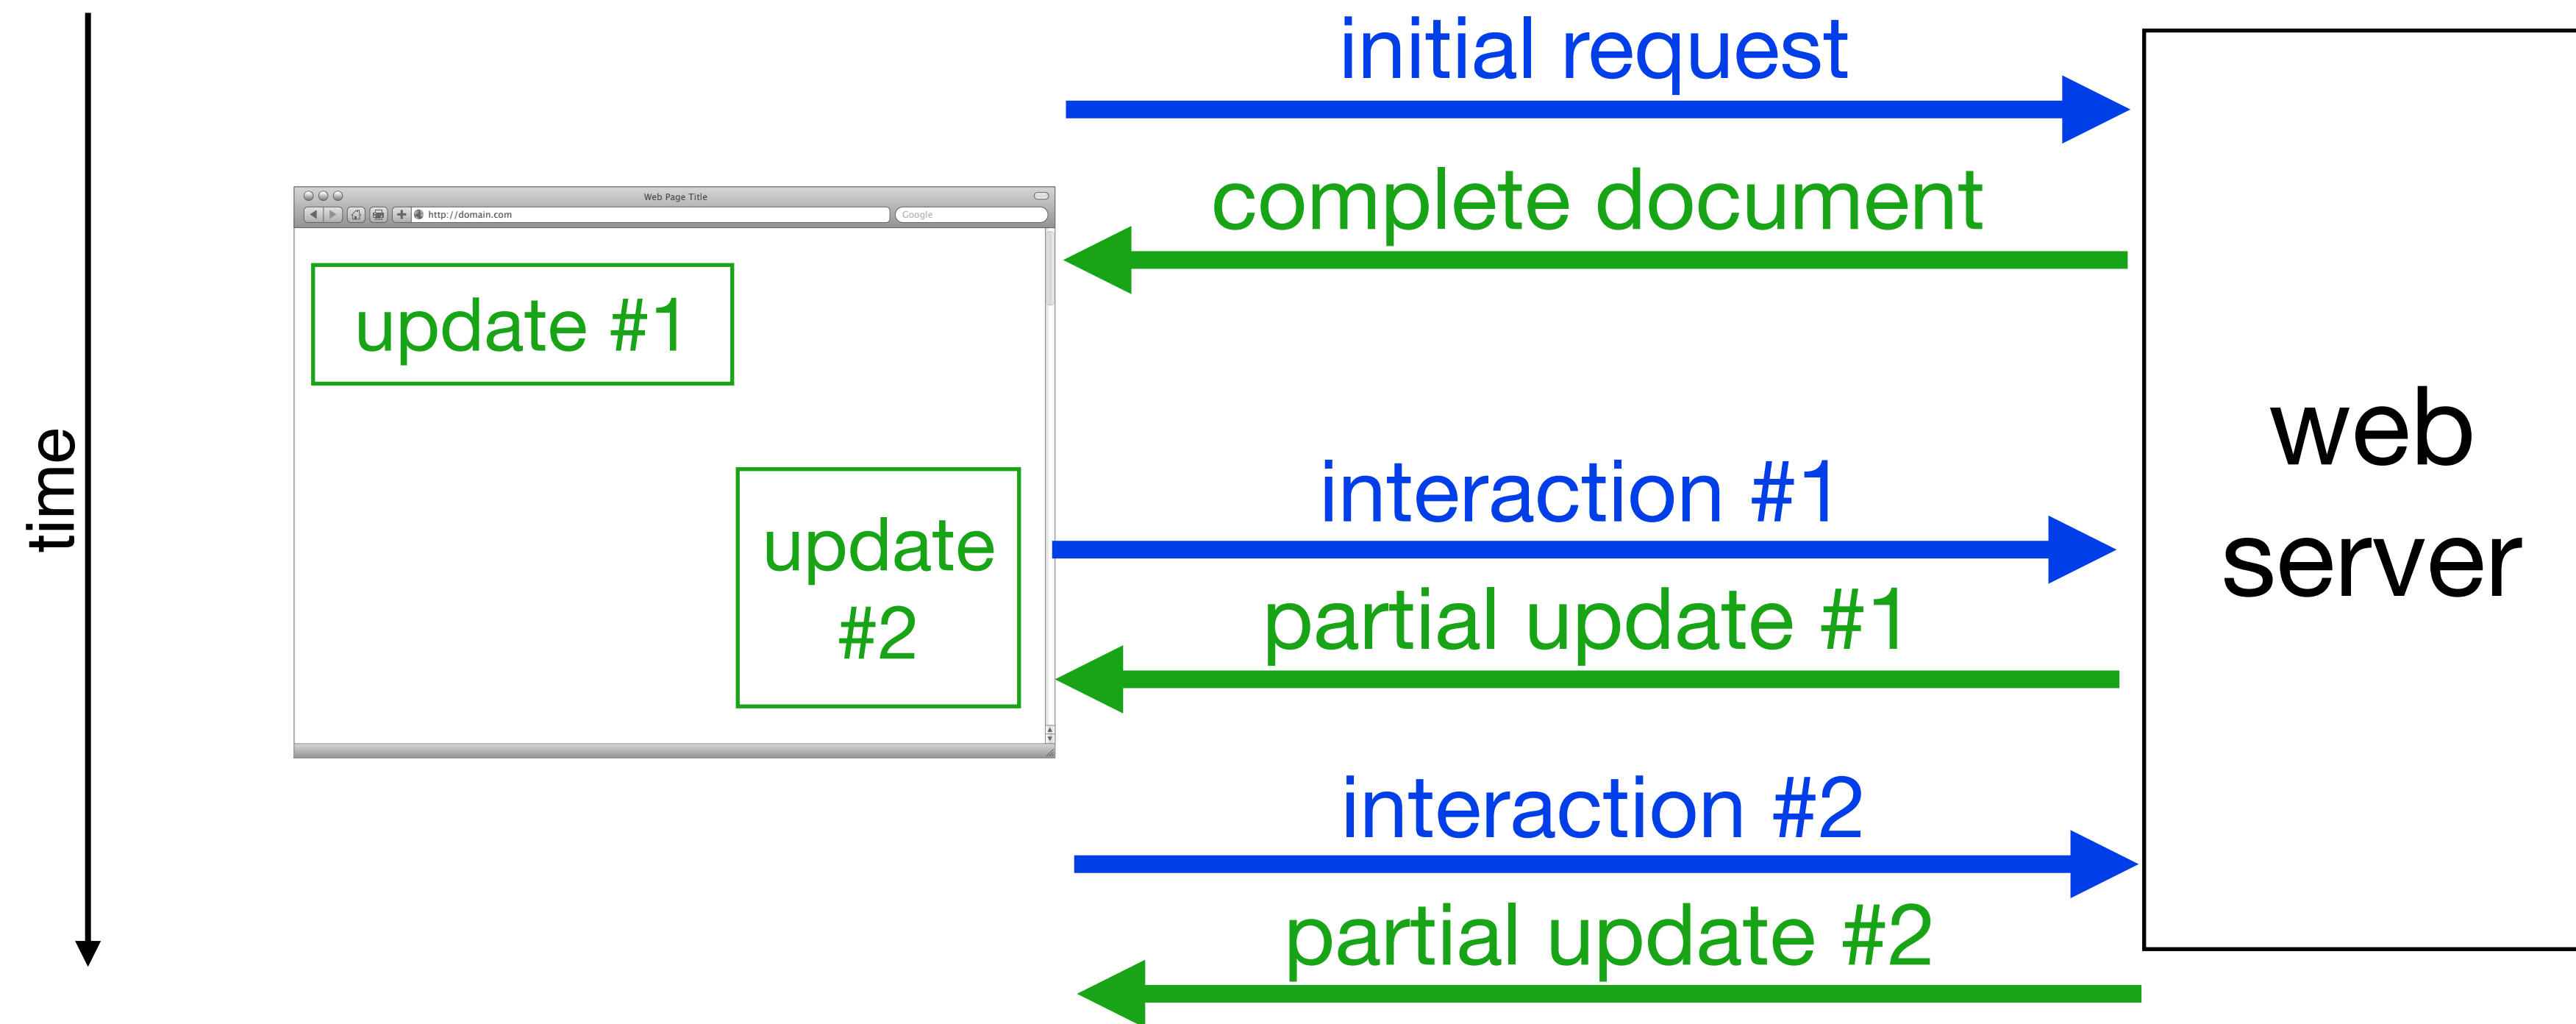 initial request
complete document
Web Page Title
http://domain.com
Google
update #1
update
#2
time
interaction #1
partial update #1
interaction #2
partial update #2
web
server